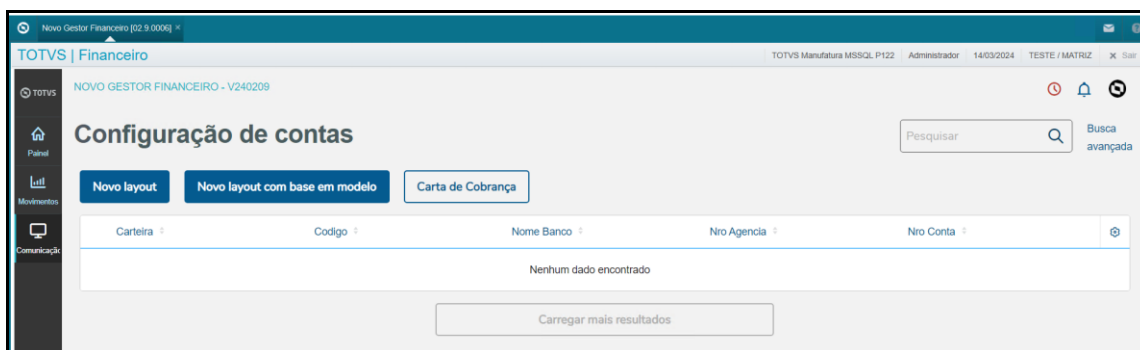 Novo Gestor Financeiro [02.9.0006] ×
TOTVS | Financeiro
TOTVS Manufatura MSSQL P122 Administrador 14/03/2024 TESTE / MATRIZ × Sair
TOTVS
NOVO GESTOR FINANCEIRO - V240209
Configuração de contas
Pesquisar
Busca
avançada
Painel
Novo layout
Novo layout com base em modelo
Carta de Cobrança
Movimentos
Carteira Codigo Nome Banco Nro Agencia Nro Conta
Comunicaçã
Nenhum dado encontrado
Carregar mais resultados